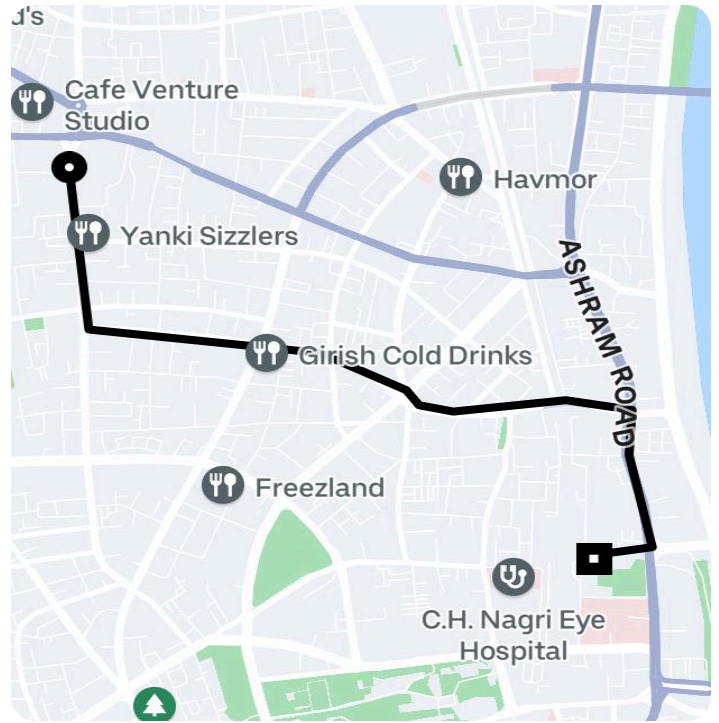 d's
Cafe Venture
Studio
Havmor
Yanki Sizzlers
ASHRAM ROAD
Girish Cold Drinks
Freezland
C.H. Nagri Eye
Hospital